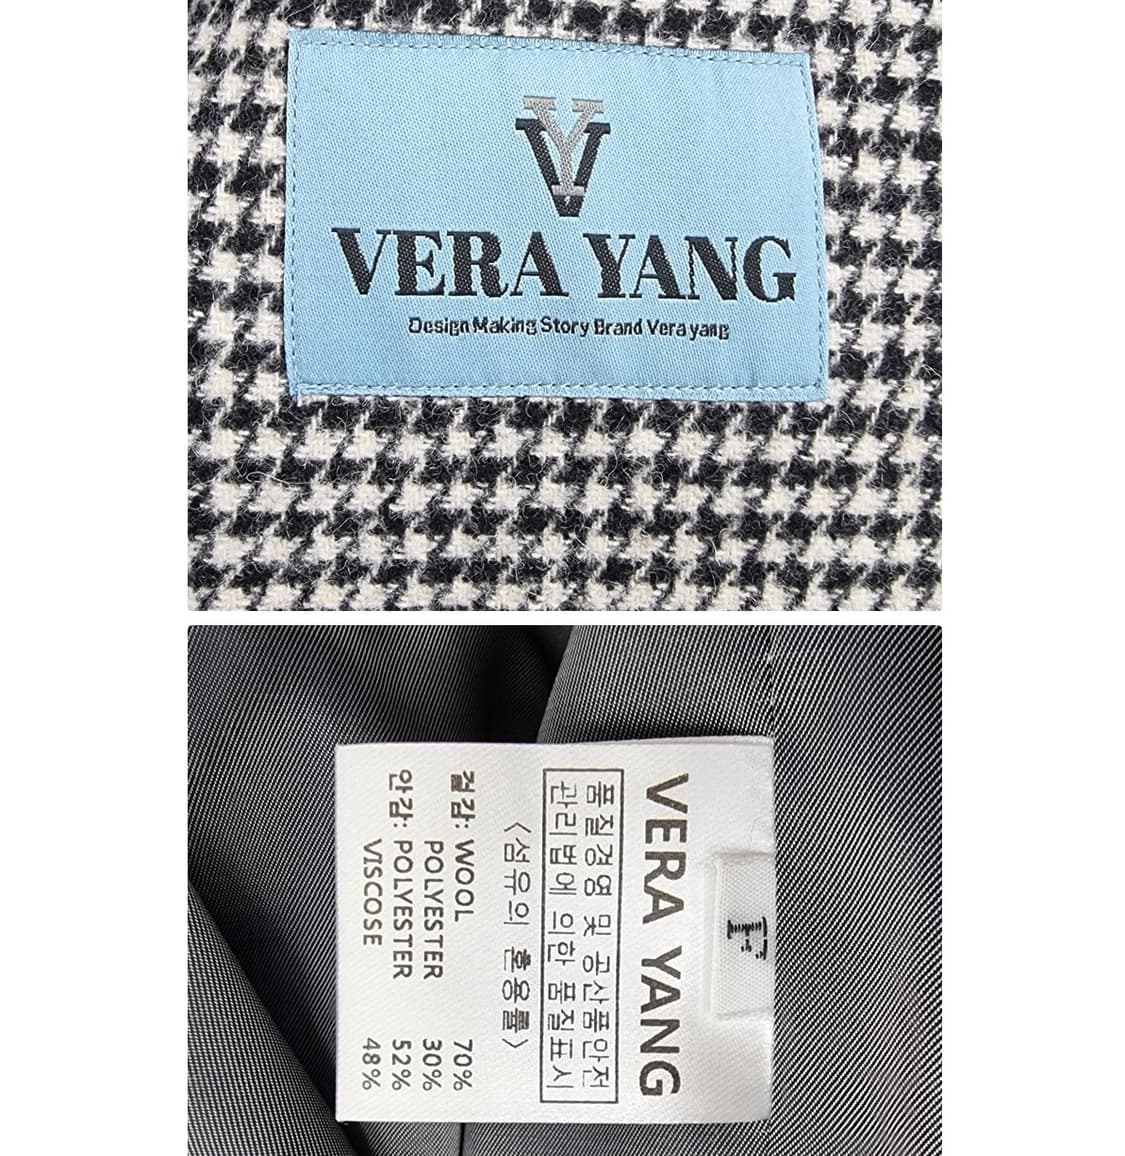 VY
VERA YANG
Design Making Story Brand Vera yang
F
VERA YANG
품질경영 및 공산품안전
관리법에 의한 품질표시
<섬유의 혼용률>
겉감: WOOL 70%
POLYESTER 30%
안감: POLYESTER 52%
VISCOSE 48%